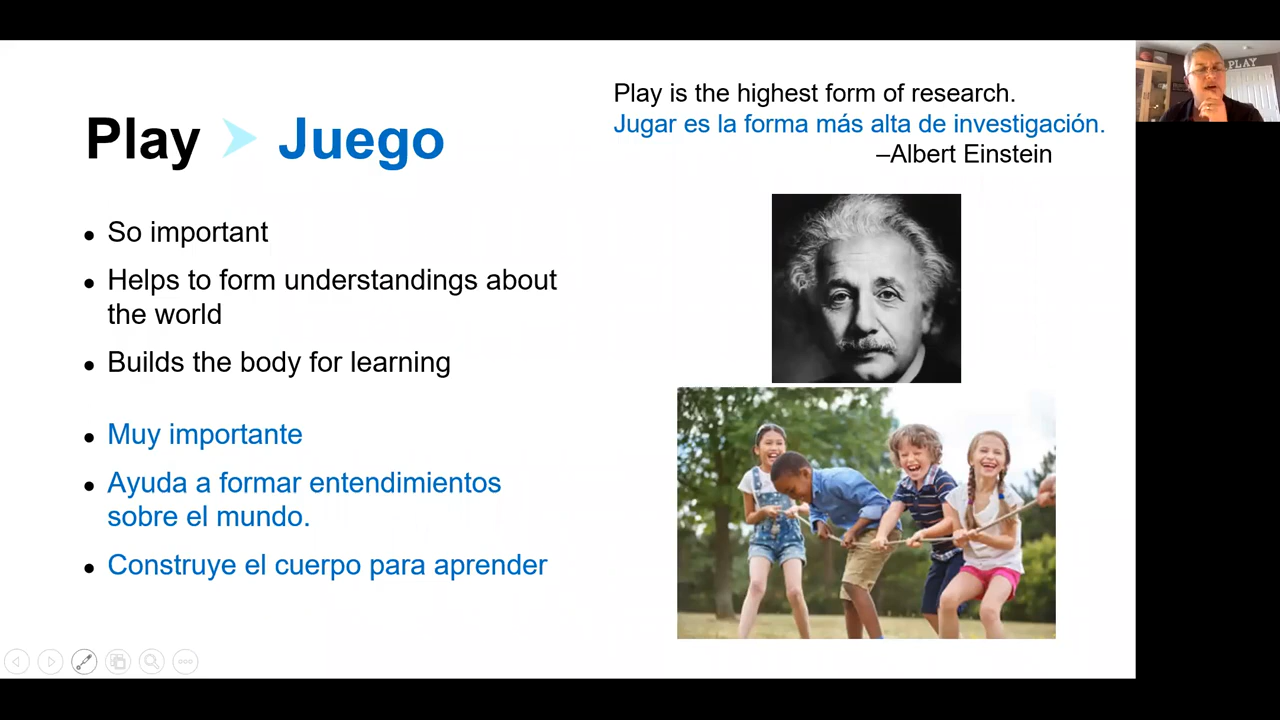 Play ➤ Juego
• So important
• Helps to form understandings about
the world
• Builds the body for learning
• Muy importante
• Ayuda a formar entendimientos
sobre el mundo.
• Construye el cuerpo para aprender
Play is the highest form of research.
Jugar es la forma más alta de investigación.
–Albert Einstein
PLAY